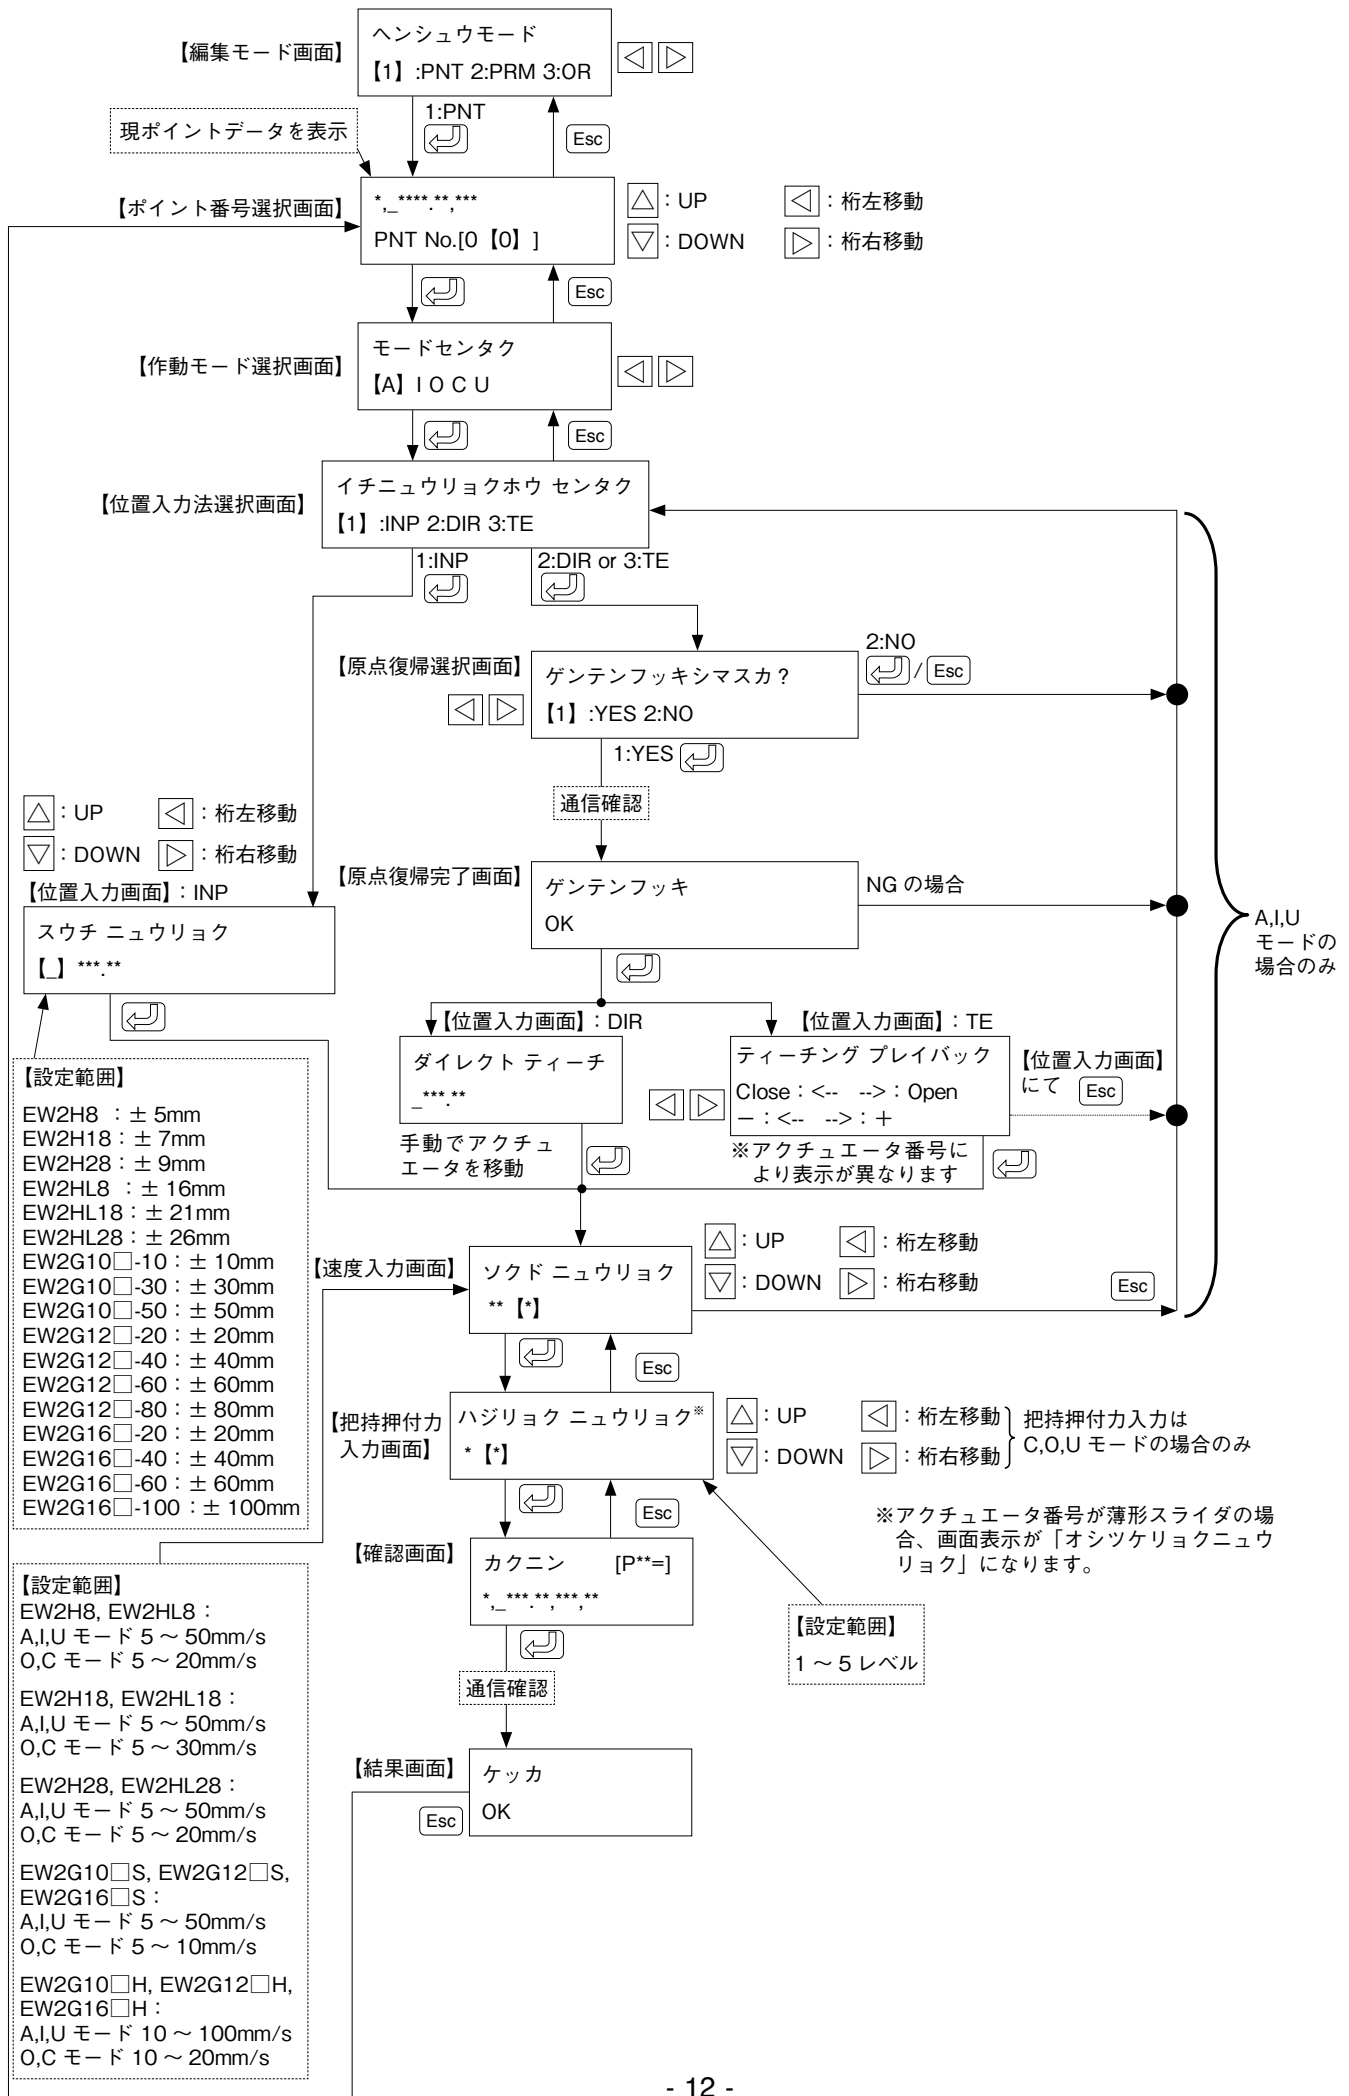 ヘンシュウモード
【編集モード画面】
【1】:PNT 2:PRM 3:OR
1:PNT
現ポイントデータを表示
Esc
【ポイント番号選択画面】
*,_****.**,***
PNT No.[0【0】]
：UP
：桁左移動
：DOWN
：桁右移動
Esc
【作動モード選択画面】
モードセンタク
【A】I O C U
Esc
【位置入力法選択画面】
イチニュウリョクホウ センタク
【1】:INP 2:DIR 3:TE
1:INP
2:DIR or 3:TE
【原点復帰選択画面】
ゲンテンフッキシマスカ？
【1】:YES 2:NO
2:NO
/ Esc
1:YES
通信確認
：UP
：桁左移動
：DOWN
：桁右移動
【原点復帰完了画面】
ゲンテンフッキ
OK
NG の場合
【位置入力画面】：INP
スウチ ニュウリョク
【_】***.**
A,I,U
モードの
場合のみ
【位置入力画面】：DIR
ダイレクト ティーチ
_***.**
手動でアクチュ
エータを移動
【位置入力画面】：TE
ティーチング プレイバック
Close：<-- -->：Open
－：<-- -->：＋
※アクチュエータ番号に
より表示が異なります
【位置入力画面】
にて Esc
【設定範囲】
EW2H8 ：± 5mm
EW2H18：± 7mm
EW2H28：± 9mm
EW2HL8 ：± 16mm
EW2HL18：± 21mm
EW2HL28：± 26mm
EW2G10□-10：± 10mm
EW2G10□-30：± 30mm
EW2G10□-50：± 50mm
EW2G12□-20：± 20mm
EW2G12□-40：± 40mm
EW2G12□-60：± 60mm
EW2G12□-80：± 80mm
EW2G16□-20：± 20mm
EW2G16□-40：± 40mm
EW2G16□-60：± 60mm
EW2G16□-100：± 100mm
【速度入力画面】
ソクド ニュウリョク
**【*】
：UP
：桁左移動
：DOWN
：桁右移動
Esc
Esc
【把持押付力
入力画面】
ハジリョク ニュウリョク※
*【*】
：UP
：桁左移動
：DOWN
：桁右移動
把持押付力入力は
C,O,U モードの場合のみ
Esc
※アクチュエータ番号が薄形スライダの場
合、画面表示が「オシツケリョクニュウ
リョク」になります。
【確認画面】
カクニン [P**=]
*,_***.**,***,**
【設定範囲】
1 ～ 5 レベル
通信確認
【結果画面】
ケッカ
OK
Esc
【設定範囲】
EW2H8, EW2HL8：
A,I,U モード 5 ～ 50mm/s
O,C モード 5 ～ 20mm/s
EW2H18, EW2HL18：
A,I,U モード 5 ～ 50mm/s
O,C モード 5 ～ 30mm/s
EW2H28, EW2HL28：
A,I,U モード 5 ～ 50mm/s
O,C モード 5 ～ 20mm/s
EW2G10□S, EW2G12□S,
EW2G16□S：
A,I,U モード 5 ～ 50mm/s
O,C モード 5 ～ 10mm/s
EW2G10□H, EW2G12□H,
EW2G16□H：
A,I,U モード 10 ～ 100mm/s
O,C モード 10 ～ 20mm/s
- 12 -